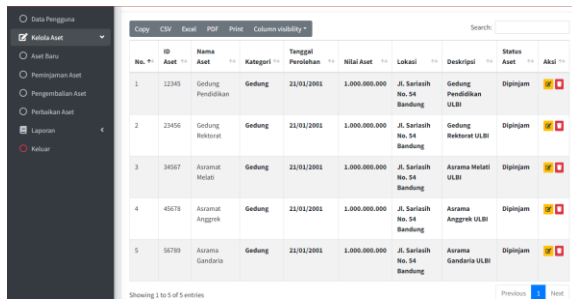 Data Pengguna
Kelola Aset
Aset Baru
Peminjaman Aset
Pengembalian Aset
Perbaikan Aset
Laporan
Keluar
Copy CSV Excel PDF Print Column visibility
Search:
No. ID Aset Nama Aset Kategori Tanggal Perolehan Nilai Aset Lokasi Deskripsi Status Aset Aksi
1 12345 Gedung Pendidikan Gedung 21/01/2001 1.000.000.000 Jl. Sariasih No. 54 Bandung Gedung Pendidikan ULBI Dipinjam
2 23456 Gedung Rektorat Gedung 21/01/2001 1.000.000.000 Jl. Sariasih No. 54 Bandung Gedung Rektorat ULBI Dipinjam
3 34567 Asramat Melati Gedung 21/01/2001 1.000.000.000 Jl. Sariasih No. 54 Bandung Asrama Melati ULBI Dipinjam
4 45678 Asramat Anggrek Gedung 21/01/2001 1.000.000.000 Jl. Sariasih No. 54 Bandung Asrama Anggrek ULBI Dipinjam
5 56789 Asrama Gandaria Gedung 21/01/2001 1.000.000.000 Jl. Sariasih No. 54 Bandung Asrama Gandaria ULBI Dipinjam
Showing 1 to 5 of 5 entries
Previous 1 Next